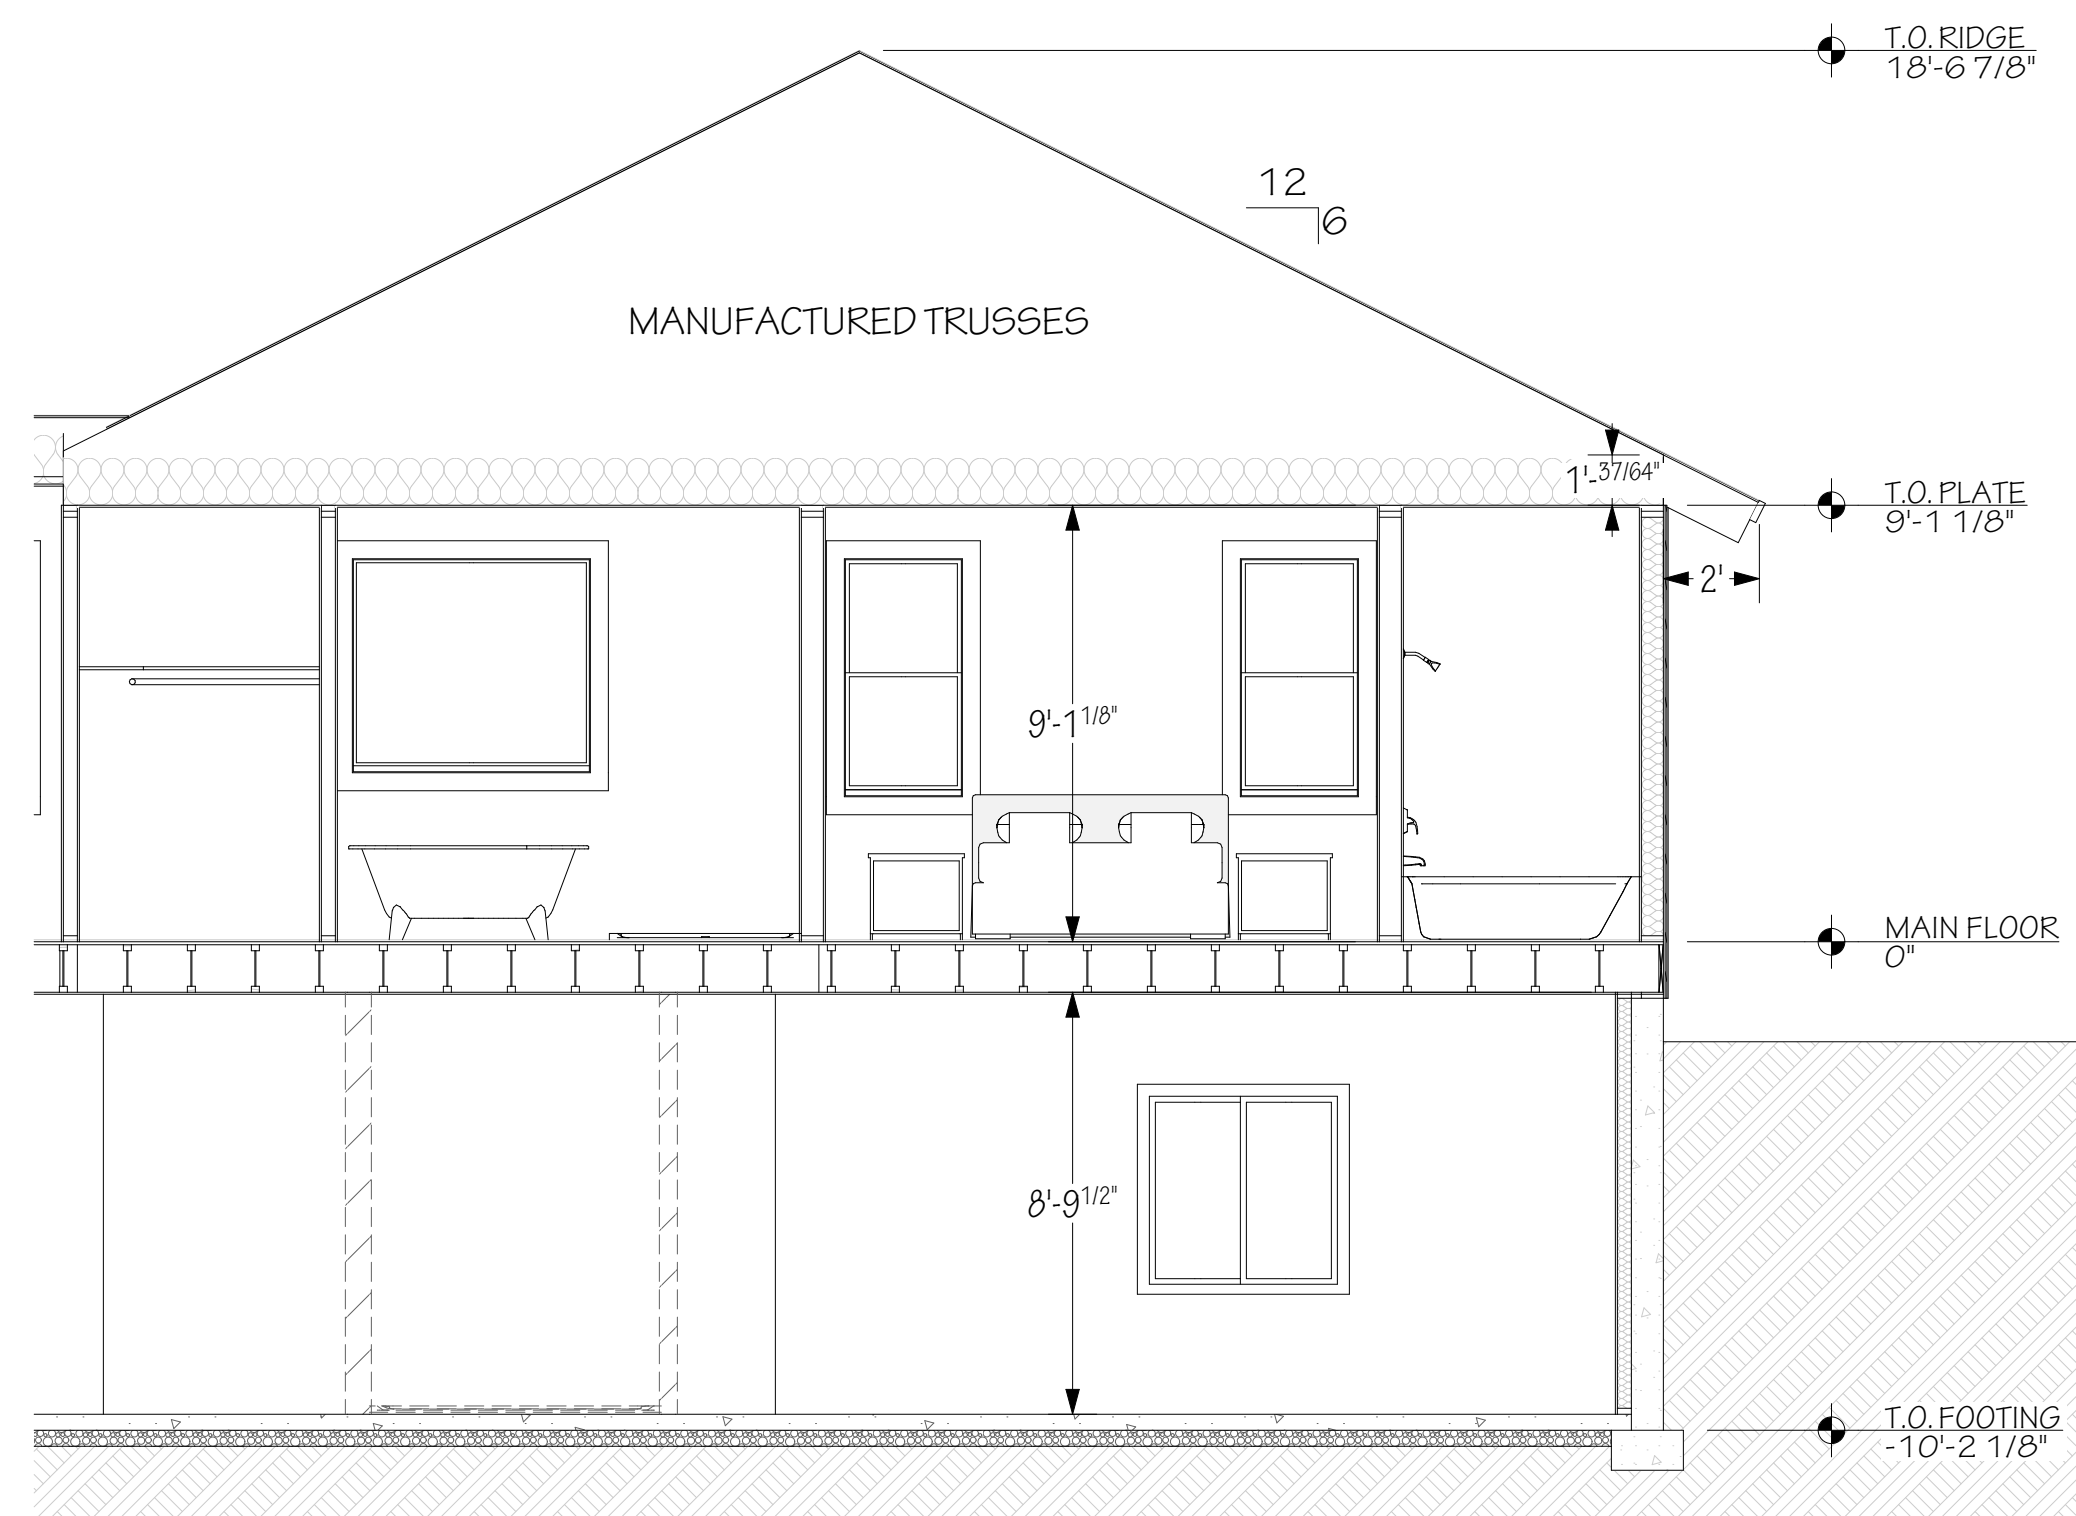 T.O. RIDGE
18'-6 7/8"
12
6
MANUFACTURED TRUSSES
1'-37/64"
T.O. PLATE
9'-1 1/8"
2'
9'-1 1/8"
MAIN FLOOR
0"
8'-9 1/2"
T.O. FOOTING
-10'-2 1/8"